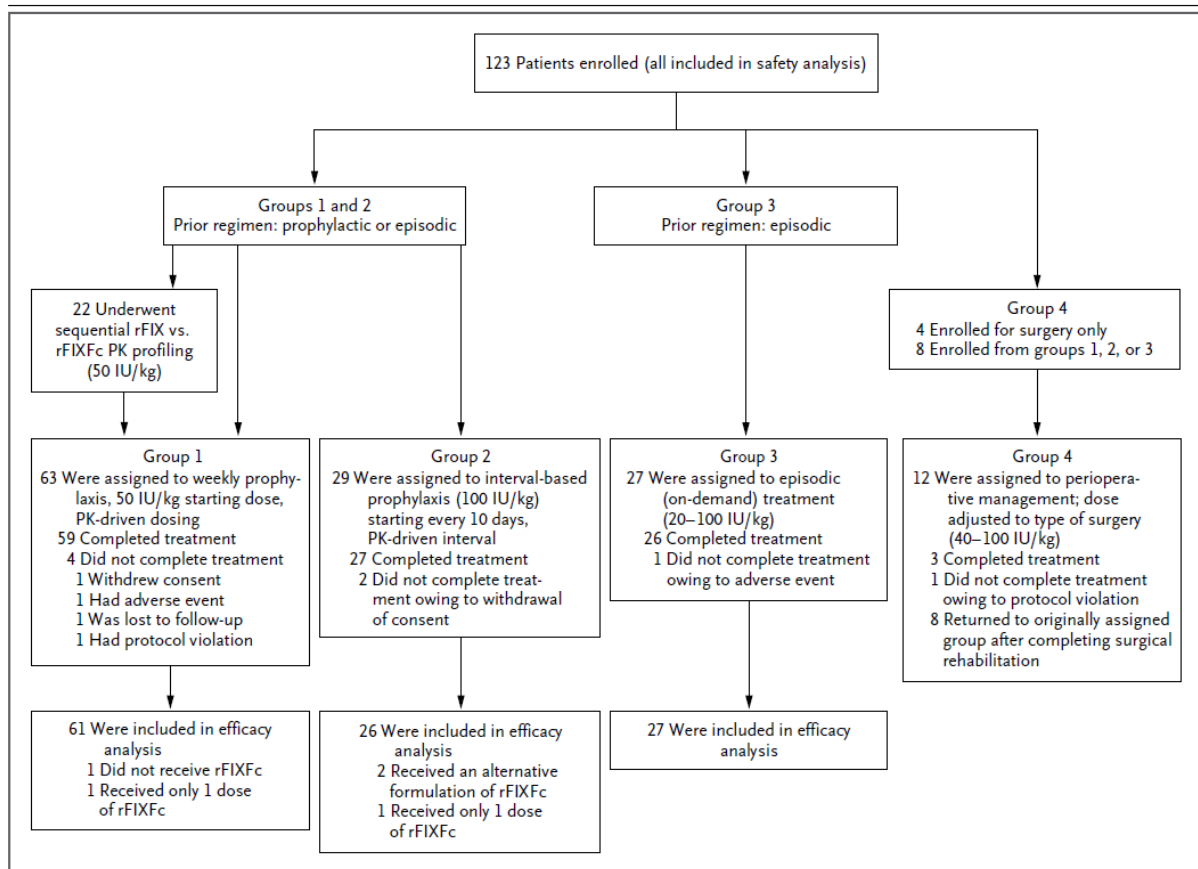 123 Patients enrolled (all included in safety analysis)
Groups 1 and 2
Prior regimen: prophylactic or episodic
Group 3
Prior regimen: episodic
22 Underwent
sequential rFIX vs.
rFIXFc PK profiling
(50 IU/kg)
Group 4
4 Enrolled for surgery only
8 Enrolled from groups 1, 2, or 3
Group 1
63 Were assigned to weekly prophy-
laxis, 50 IU/kg starting dose,
PK-driven dosing
59 Completed treatment
4 Did not complete treatment
1 Withdrew consent
1 Had adverse event
1 Was lost to follow-up
1 Had protocol violation
Group 2
29 Were assigned to interval-based
prophylaxis (100 IU/kg)
starting every 10 days,
PK-driven interval
27 Completed treatment
2 Did not complete treat-
ment owing to withdrawal
of consent
Group 3
27 Were assigned to episodic
(on-demand) treatment
(20–100 IU/kg)
26 Completed treatment
1 Did not complete treatment
owing to adverse event
Group 4
12 Were assigned to periopera-
tive management; dose
adjusted to type of surgery
(40–100 IU/kg)
3 Completed treatment
1 Did not complete treatment
owing to protocol violation
8 Returned to originally assigned
group after completing surgical
rehabilitation
61 Were included in efficacy
analysis
1 Did not receive rFIXFc
1 Received only 1 dose
of rFIXFc
26 Were included in efficacy
analysis
2 Received an alternative
formulation of rFIXFc
1 Received only 1 dose
of rFIXFc
27 Were included in efficacy
analysis